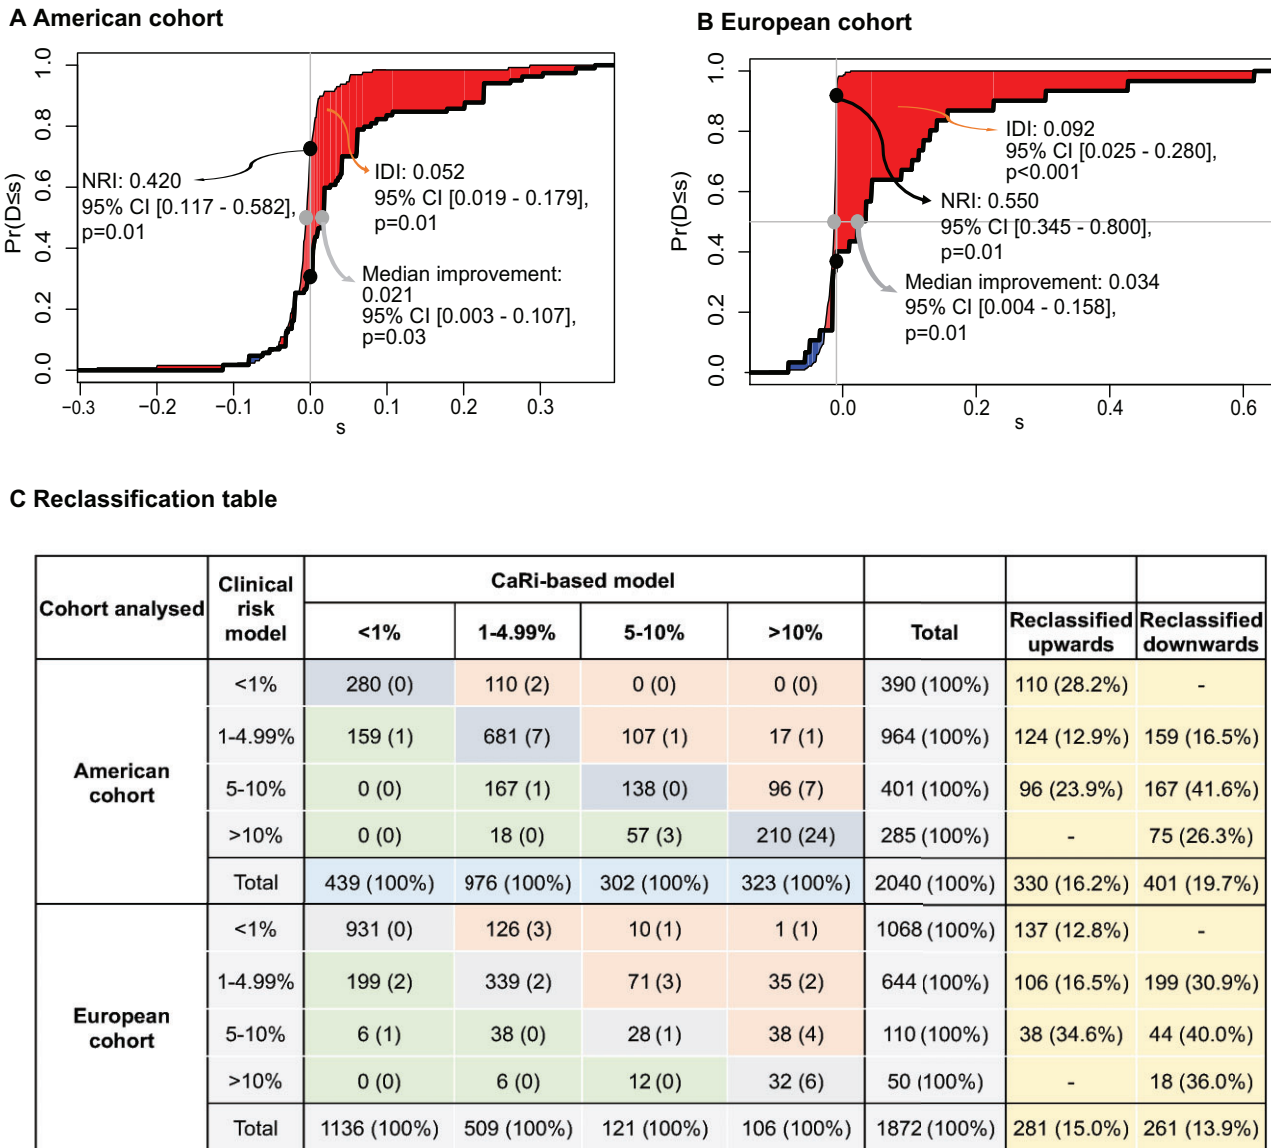 A American cohort
1.0
0.8
0.6
0.4
0.2
0.0
Pr(D≤s)
NRI: 0.420
95% CI [0.117 - 0.582],
p=0.01
IDI: 0.052
95% CI [0.019 - 0.179],
p=0.01
Median improvement:
0.021
95% CI [0.003 - 0.107],
p=0.03
−0.3 −0.2 −0.1 0.0 0.1 0.2 0.3
s
B European cohort
1.0
0.8
0.6
0.4
0.2
0.0
Pr(D≤s)
IDI: 0.092
95% CI [0.025 - 0.280],
p<0.001
NRI: 0.550
95% CI [0.345 - 0.800],
p=0.01
Median improvement: 0.034
95% CI [0.004 - 0.158],
p=0.01
0.0 0.2 0.4 0.6
s
C Reclassification table
Cohort analysed
Clinical
risk
model
CaRi-based model
<1% 1-4.99% 5-10% >10% Total
Reclassified
upwards
Reclassified
downwards
American
cohort
<1% 280 (0) 110 (2) 0 (0) 0 (0) 390 (100%) 110 (28.2%) -
1-4.99% 159 (1) 681 (7) 107 (1) 17 (1) 964 (100%) 124 (12.9%) 159 (16.5%)
5-10% 0 (0) 167 (1) 138 (0) 96 (7) 401 (100%) 96 (23.9%) 167 (41.6%)
>10% 0 (0) 18 (0) 57 (3) 210 (24) 285 (100%) - 75 (26.3%)
Total 439 (100%) 976 (100%) 302 (100%) 323 (100%) 2040 (100%) 330 (16.2%) 401 (19.7%)
European
cohort
<1% 931 (0) 126 (3) 10 (1) 1 (1) 1068 (100%) 137 (12.8%) -
1-4.99% 199 (2) 339 (2) 71 (3) 35 (2) 644 (100%) 106 (16.5%) 199 (30.9%)
5-10% 6 (1) 38 (0) 28 (1) 38 (4) 110 (100%) 38 (34.6%) 44 (40.0%)
>10% 0 (0) 6 (0) 12 (0) 32 (6) 50 (100%) - 18 (36.0%)
Total 1136 (100%) 509 (100%) 121 (100%) 106 (100%) 1872 (100%) 281 (15.0%) 261 (13.9%)